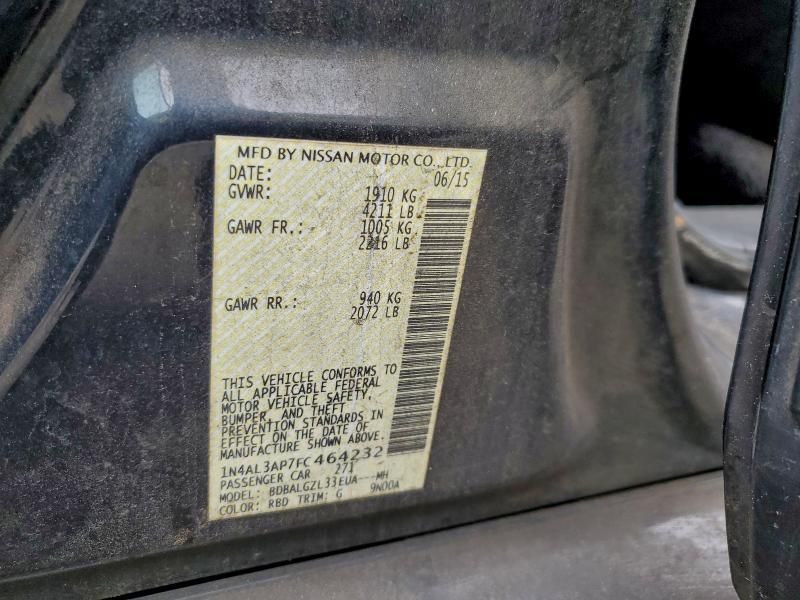 MFD BY NISSAN MOTOR CO., LTD.
DATE: 06/15
GVWR: 1910 KG
4211 LB
GAWR FR.: 1005 KG
2216 LB
GAWR RR.: 940 KG
2072 LB
THIS VEHICLE CONFORMS TO
ALL APPLICABLE FEDERAL
MOTOR VEHICLE SAFETY,
BUMPER, AND THEFT
PREVENTION STANDARDS IN
EFFECT ON THE DATE OF
MANUFACTURE SHOWN ABOVE.
1N4AL3AP7FC464232
PASSENGER CAR 271
MODEL: BDBALGZL33EUA---MH
COLOR: RBD TRIM: G 9N00A